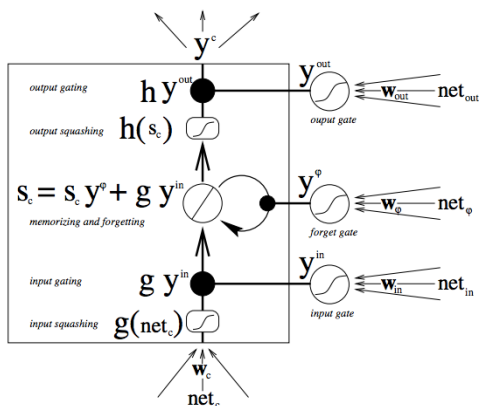 y^c
output gating
h y^out
y^out
w_out
net_out
ouput gate
output squashing
h(s_c)
s_c = s_c y^φ + g y^in
memorizing and forgetting
y^φ
w_φ
net_φ
forget gate
input gating
g y^in
y^in
w_in
net_in
input gate
input squashing
g(net_c)
w_c
net_c